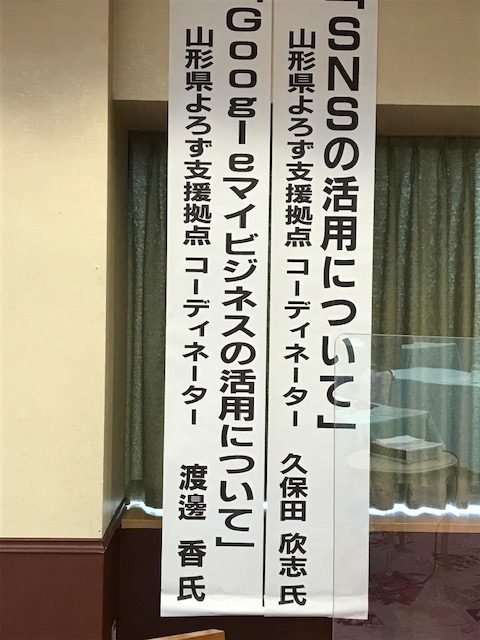 「SNSの活用について」
山形県よろず支援拠点 コーディネーター 久保田 欣志 氏
「Googleマイビジネスの活用について」
山形県よろず支援拠点 コーディネーター 渡邊 香 氏